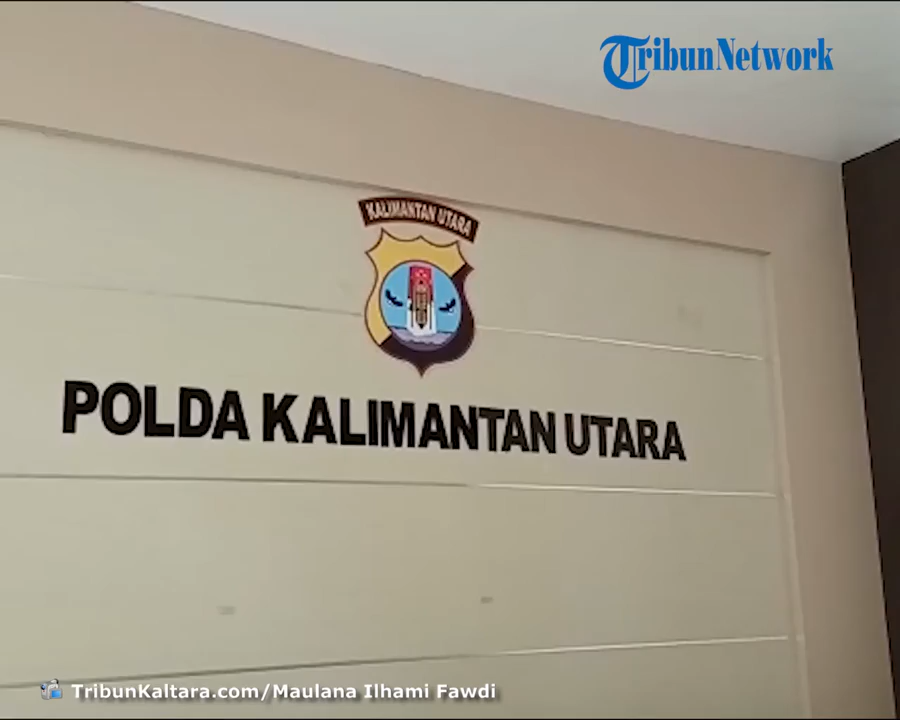 TribunNetwork
KALIMANTAN UTARA
POLDA KALIMANTAN UTARA
TribunKaltara.com/Maulana Ilhami Fawdi